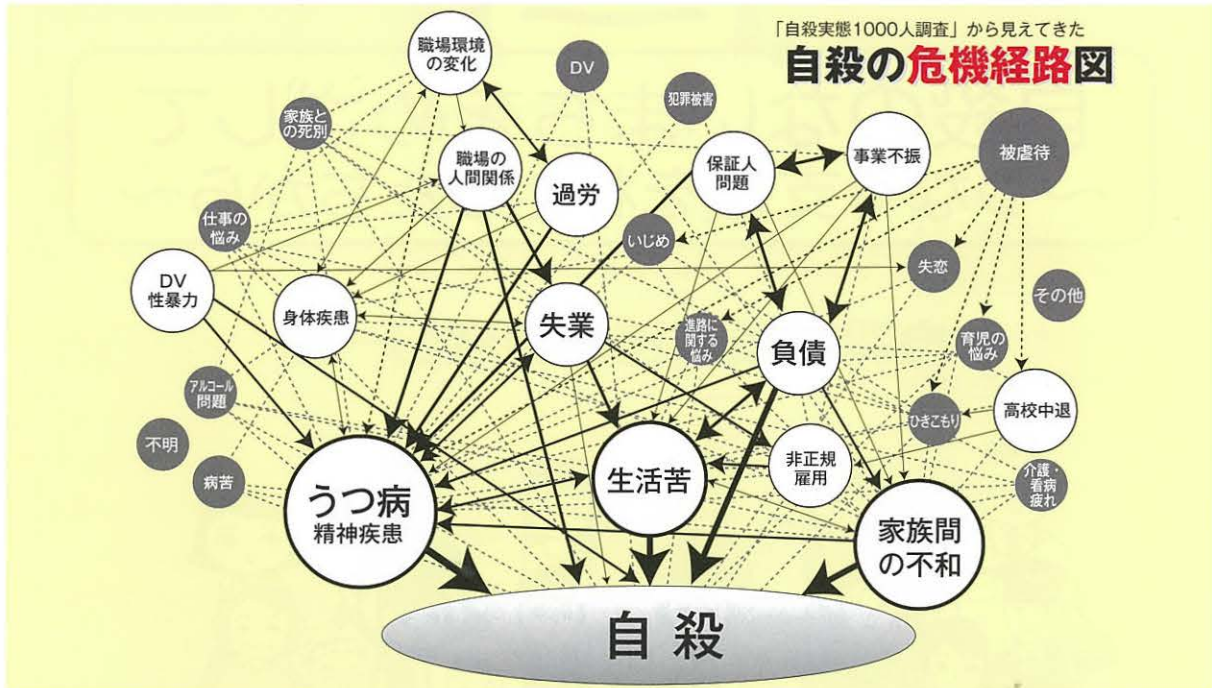 「自殺実態1000人調査」から見えてきた
自殺の危機経路図
職場環境
の変化
DV
犯罪被害
家族と
の死別
職場の
人間関係
過労
保証人
問題
事業不振
被虐待
仕事の
悩み
いじめ
失恋
その他
DV
性暴力
身体疾患
失業
進路に
関する
悩み
負債
育児の
悩み
アルコール
問題
ひきこもり
高校中退
不明
病苦
うつ病
精神疾患
生活苦
非正規
雇用
介護・
看病
疲れ
家族間
の不和
自殺